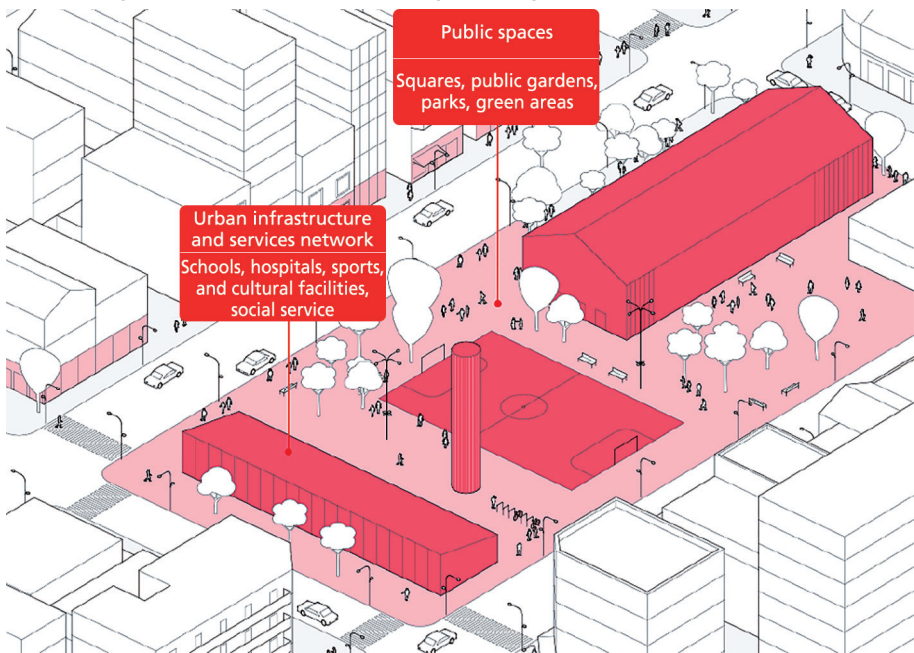 Public spaces
Squares, public gardens,
parks, green areas
Urban infrastructure
and services network
Schools, hospitals, sports,
and cultural facilities,
social service